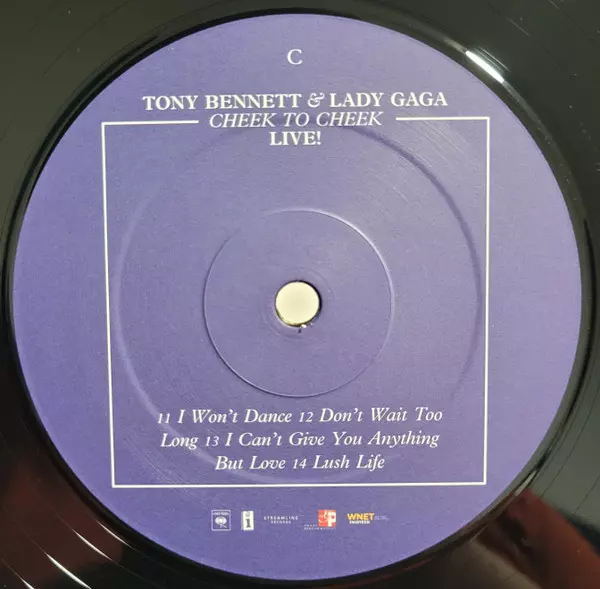 C
TONY BENNETT & LADY GAGA
CHEEK TO CHEEK
LIVE!
11 I Won't Dance 12 Don't Wait Too
Long 13 I Can't Give You Anything
But Love 14 Lush Life
STREAMLINE
WNET